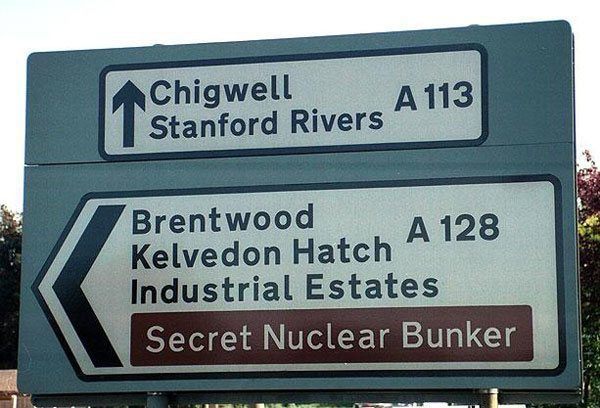 Chigwell
Stanford Rivers A 113
Brentwood
Kelvedon Hatch A 128
Industrial Estates
Secret Nuclear Bunker